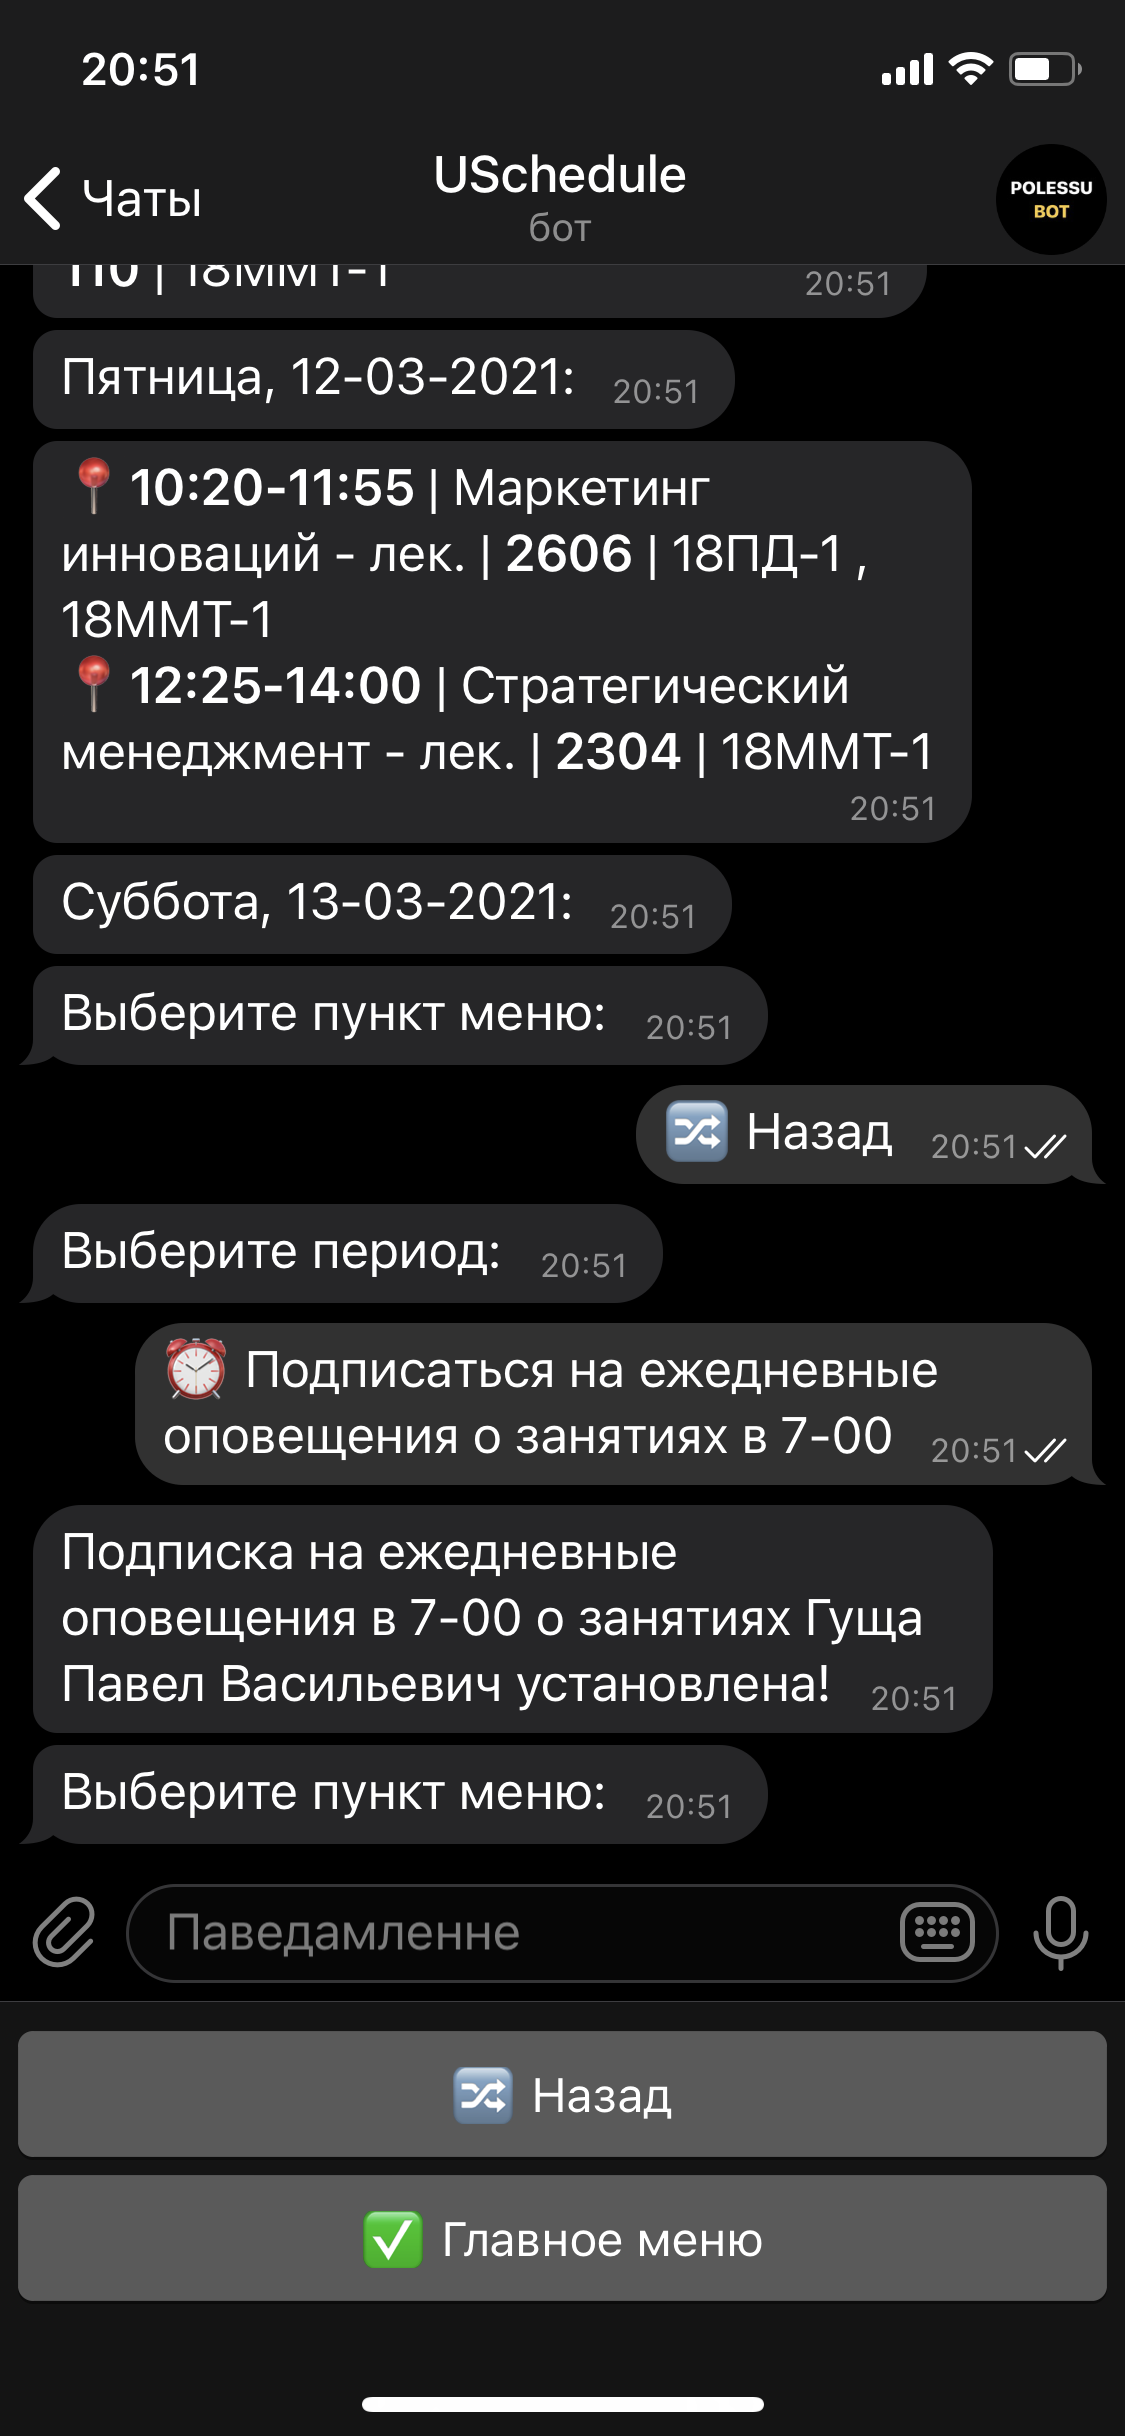 20:51
Чаты
USchedule
бот
POLESSU
BOT
110 | 18ММТ-1
20:51
Пятница, 12-03-2021: 20:51
📍 10:20-11:55 | Маркетинг
инноваций - лек. | 2606 | 18ПД-1 ,
18ММТ-1
📍 12:25-14:00 | Стратегический
менеджмент - лек. | 2304 | 18ММТ-1
20:51
Суббота, 13-03-2021: 20:51
Выберите пункт меню: 20:51
🔀 Назад 20:51
Выберите период: 20:51
⏰ Подписаться на ежедневные
оповещения о занятиях в 7-00 20:51
Подписка на ежедневные
оповещения в 7-00 о занятиях Гуща
Павел Васильевич установлена! 20:51
Выберите пункт меню: 20:51
Паведамленне
🔀 Назад
✅ Главное меню